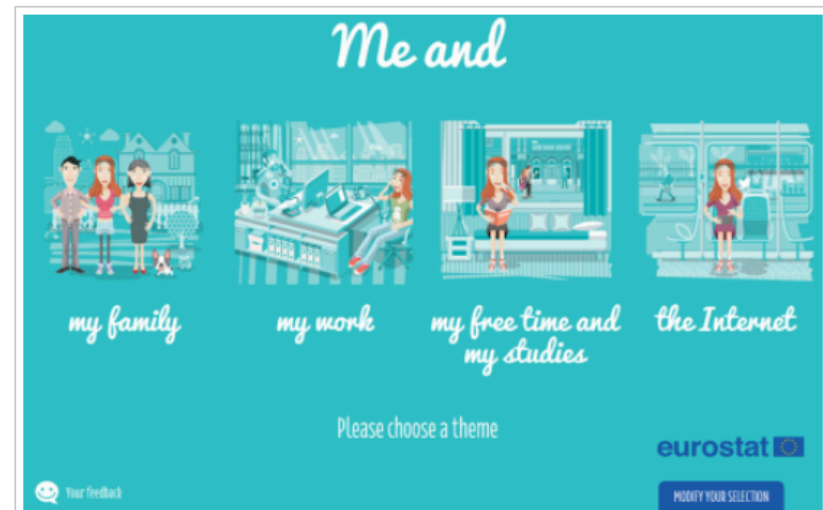 Me and
my family
my work
my free time and
my studies
the Internet
Please choose a theme
eurostat
Your feedback
MODIFY YOUR SELECTION